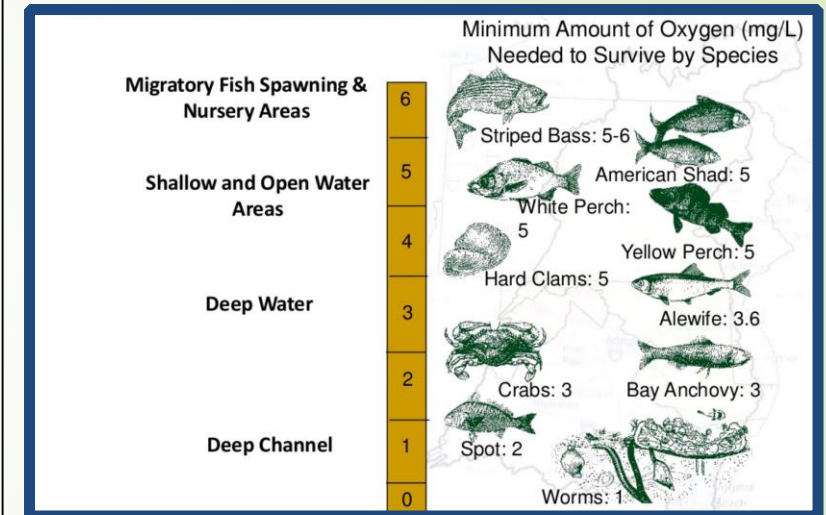 Minimum Amount of Oxygen (mg/L)
Needed to Survive by Species
Migratory Fish Spawning &
Nursery Areas
6
Striped Bass: 5-6
American Shad: 5
Shallow and Open Water
Areas
5
White Perch:
5
4
Yellow Perch: 5
Hard Clams: 5
Deep Water
3
Alewife: 3.6
2
Crabs: 3
Bay Anchovy: 3
Deep Channel
1
Spot: 2
0
Worms: 1